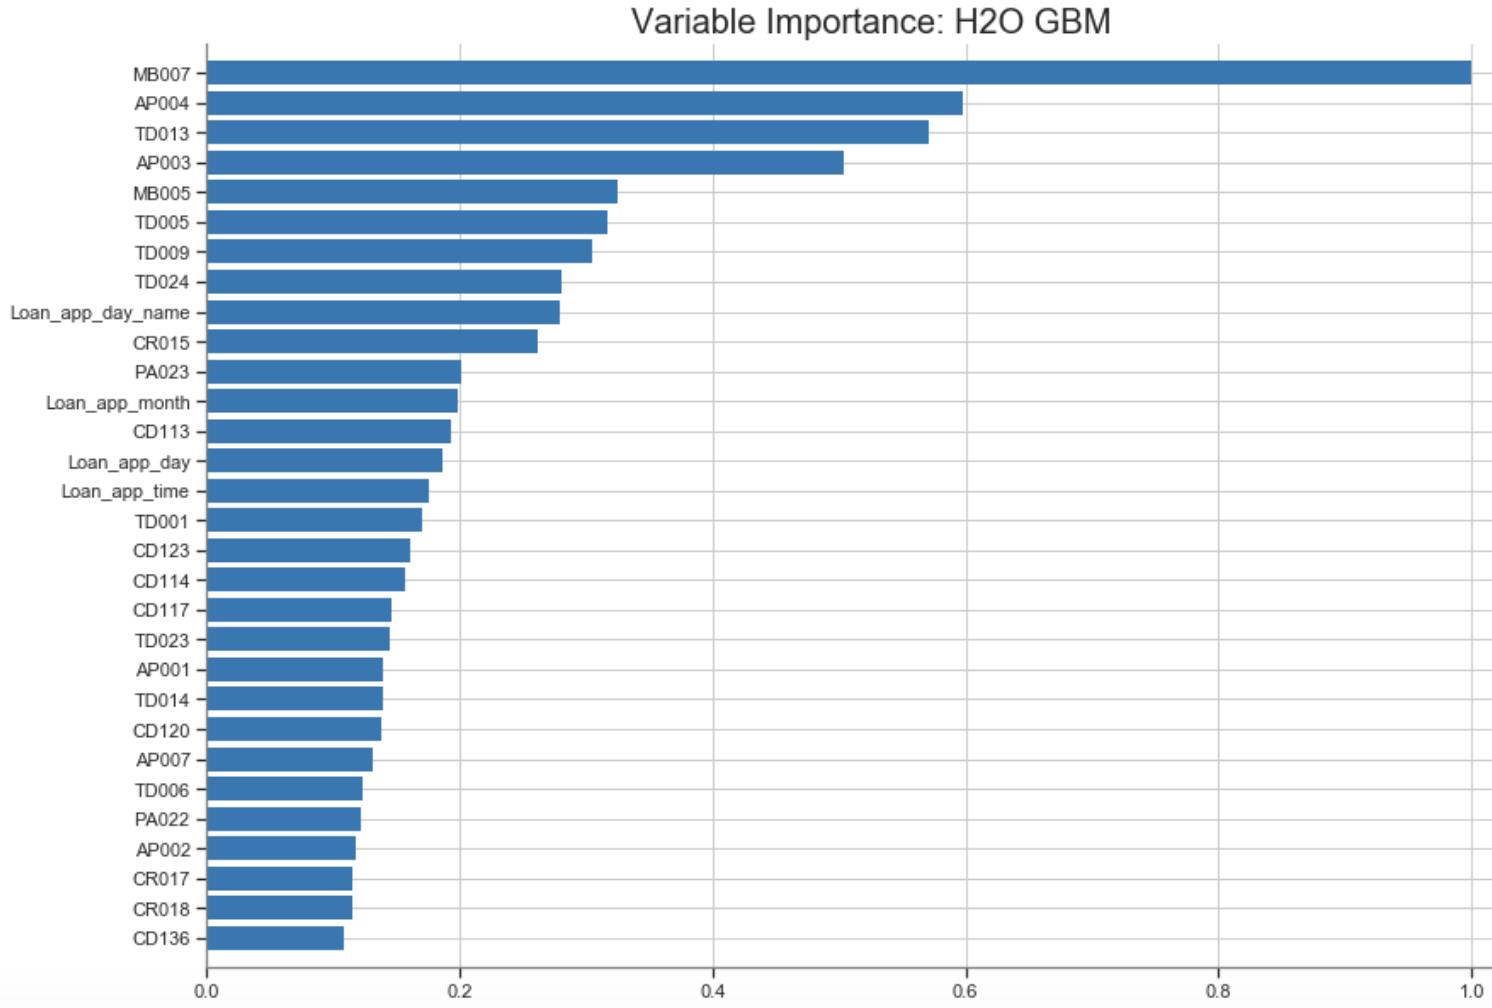 Variable Importance: H2O GBM
MB007
AP004
TD013
AP003
MB005
TD005
TD009
TD024
Loan_app_day_name
CR015
PA023
Loan_app_month
CD113
Loan_app_day
Loan_app_time
TD001
CD123
CD114
CD117
TD023
AP001
TD014
CD120
AP007
TD006
PA022
AP002
CR017
CR018
CD136
0.0 0.2 0.4 0.6 0.8 1.0